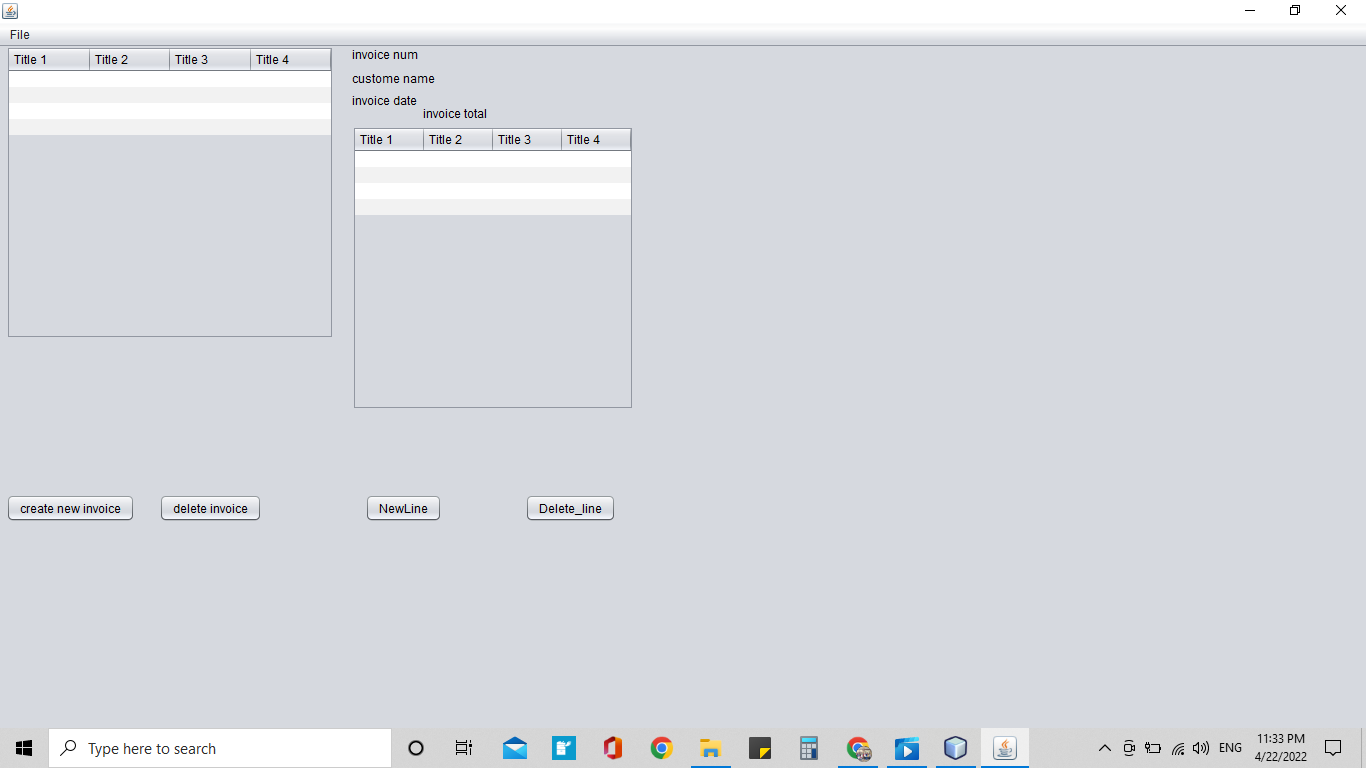 File
Title 1 Title 2 Title 3 Title 4
invoice num
custome name
invoice date
invoice total
Title 1 Title 2 Title 3 Title 4
create new invoice delete invoice NewLine Delete_line
Type here to search
ENG
11:33 PM
4/22/2022